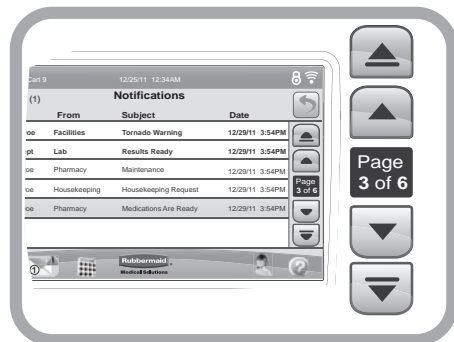 Cart 9 12/25/11 12:34AM 8
(1) Notifications
From Subject Date
oe Facilities Tornado Warning 12/29/11 3:54PM
pt Lab Results Ready 12/29/11 3:54PM
oe Pharmacy Maintenance 12/29/11 3:54PM
oe Housekeeping Housekeeping Request 12/29/11 3:54PM
oe Pharmacy Medications Are Ready 12/29/11 3:54PM
Page
3 of 6
1 Rubbermaid ?
Medical Solutions
Page
3 of 6